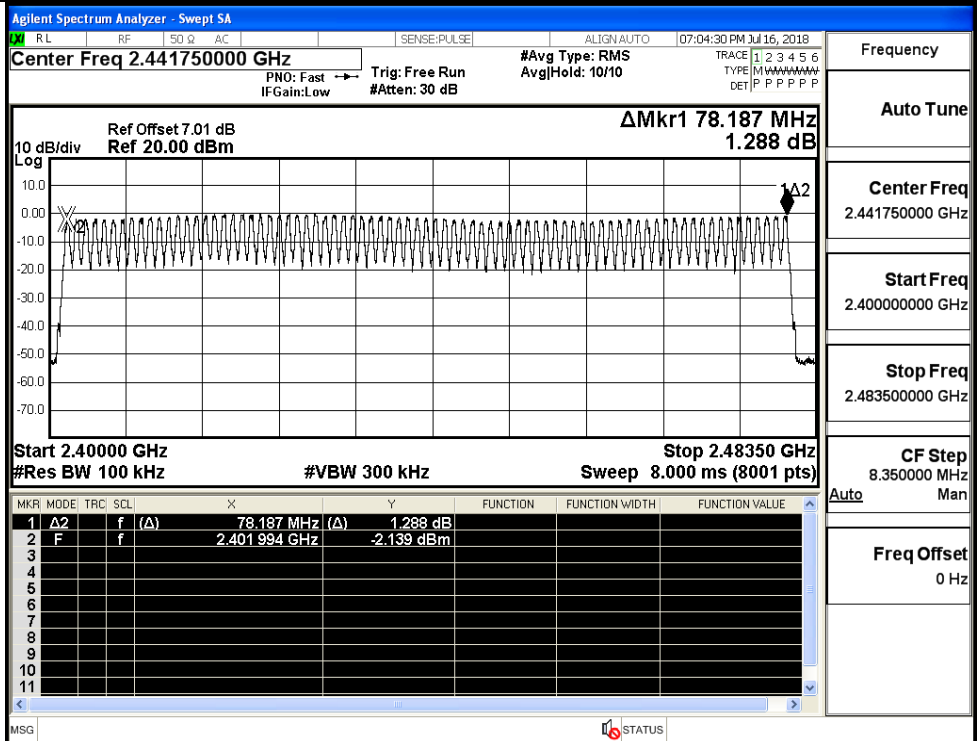 Agilent Spectrum Analyzer - Swept SA
LXI RL RF 50 Ω AC SENSE:PULSE ALIGN AUTO 07:04:30 PM Jul 16, 2018
Center Freq 2.441750000 GHz
PNO: Fast
IFGain:Low
Trig: Free Run
#Atten: 30 dB
#Avg Type: RMS
Avg|Hold: 10/10
TRACE 1 2 3 4 5 6
TYPE M W W W W W
DET P P P P P P
Ref Offset 7.01 dB
10 dB/div Ref 20.00 dBm
Log
ΔMkr1 78.187 MHz
1.288 dB
10.0
0.00
-10.0
-20.0
-30.0
-40.0
-50.0
-60.0
-70.0
X2
1Δ2
Start 2.40000 GHz Stop 2.48350 GHz
#Res BW 100 kHz #VBW 300 kHz Sweep 8.000 ms (8001 pts)
MKR MODE TRC SCL X Y FUNCTION FUNCTION WIDTH FUNCTION VALUE
1 Δ2 f (Δ) 78.187 MHz (Δ) 1.288 dB
2 F f 2.401 994 GHz -2.139 dBm
3
4
5
6
7
8
9
10
11
MSG STATUS
Frequency
Auto Tune
Center Freq
2.441750000 GHz
Start Freq
2.400000000 GHz
Stop Freq
2.483500000 GHz
CF Step
8.350000 MHz
Auto Man
Freq Offset
0 Hz